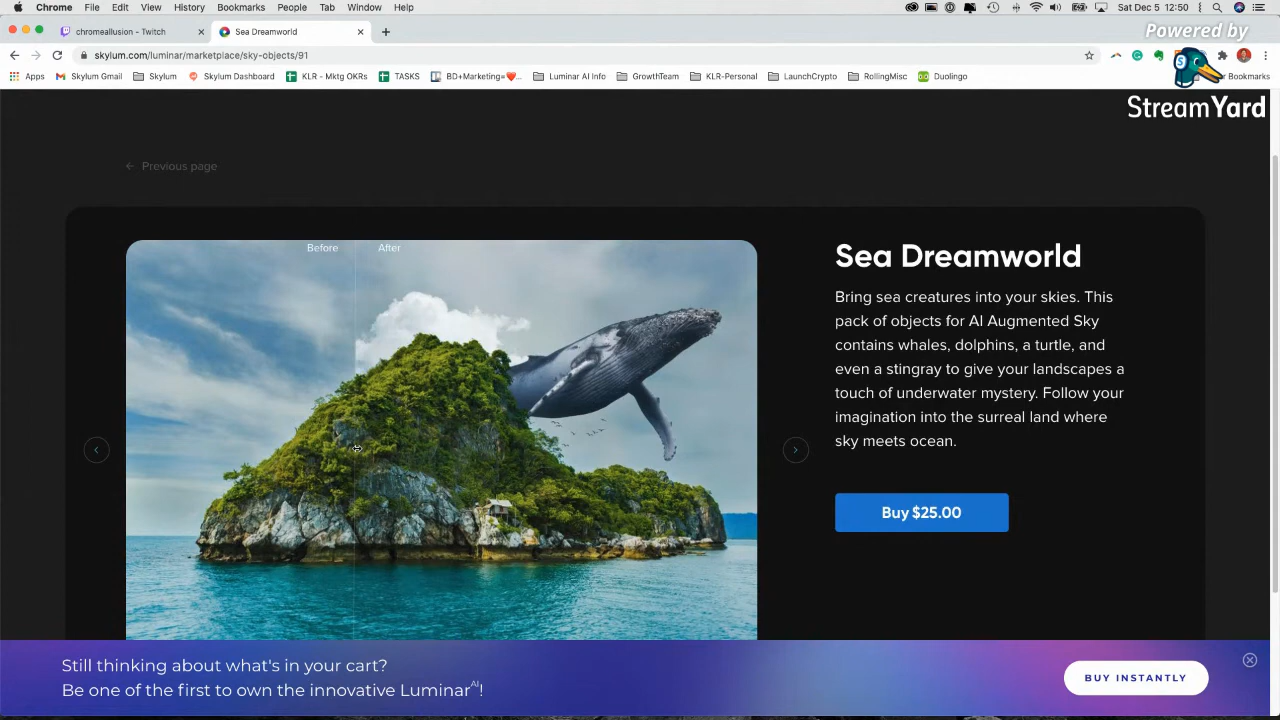 Chrome File Edit View History Bookmarks People Tab Window Help Sat Dec 5 12:50
chromeallusion - Twitch Sea Dreamworld
Powered by
skylum.com/luminar/marketplace/sky-objects/91
Apps Skylum Gmail Skylum Skylum Dashboard KLR - Mktg OKRs TASKS BD+Marketing=❤️... Luminar AI Info GrowthTeam KLR-Personal LaunchCrypto RollingMisc Duolingo Bookmarks
StreamYard
← Previous page
Before After
Sea Dreamworld
Bring sea creatures into your skies. This
pack of objects for AI Augmented Sky
contains whales, dolphins, a turtle, and
even a stingray to give your landscapes a
touch of underwater mystery. Follow your
imagination into the surreal land where
sky meets ocean.
Buy $25.00
Still thinking about what's in your cart?
Be one of the first to own the innovative Luminar AI!
BUY INSTANTLY